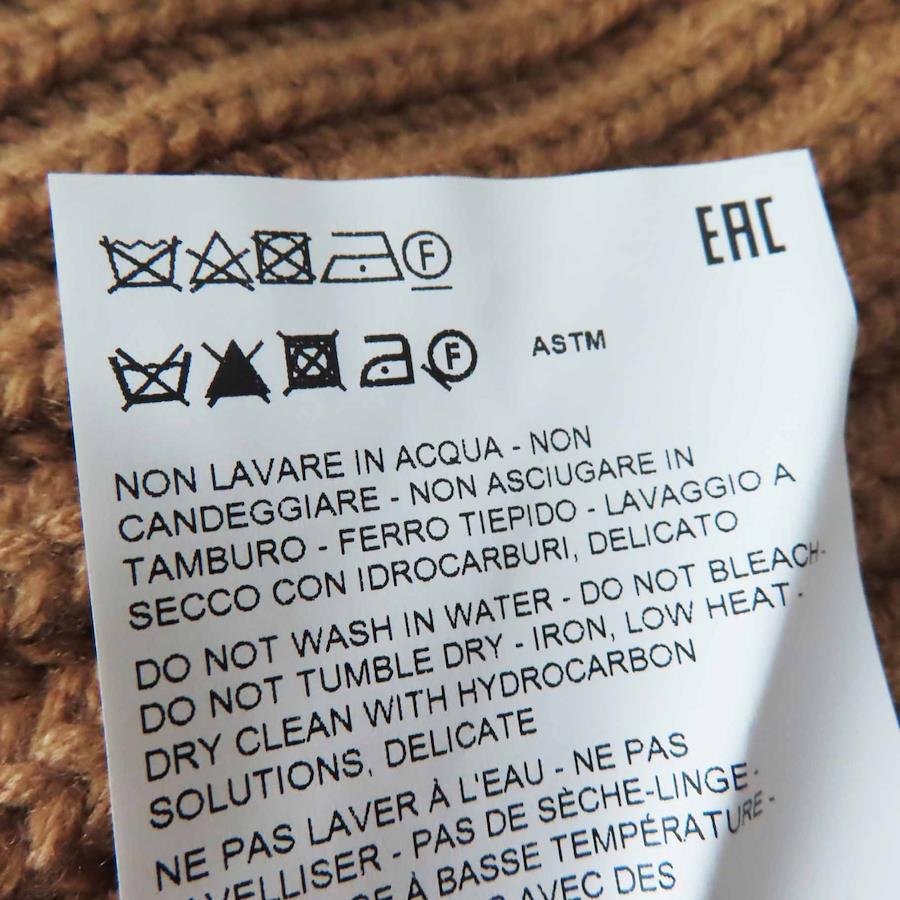 F
EAC
F
ASTM
NON LAVARE IN ACQUA - NON
CANDEGGIARE - NON ASCIUGARE IN
TAMBURO - FERRO TIEPIDO - LAVAGGIO A
SECCO CON IDROCARBURI, DELICATO
DO NOT WASH IN WATER - DO NOT BLEACH-
DO NOT TUMBLE DRY - IRON, LOW HEAT -
DRY CLEAN WITH HYDROCARBON
SOLUTIONS, DELICATE
NE PAS LAVER À L'EAU - NE PAS
- PAS DE SÈCHE-LINGE-
À BASSE TEMPÉRATURE -
AVEC DES